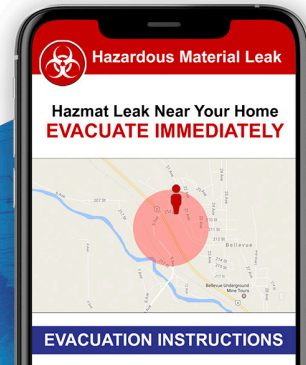 Hazardous Material Leak
Hazmat Leak Near Your Home
EVACUATE IMMEDIATELY
Bellevue
Bellevue Underground
Mine Tours
EVACUATION INSTRUCTIONS